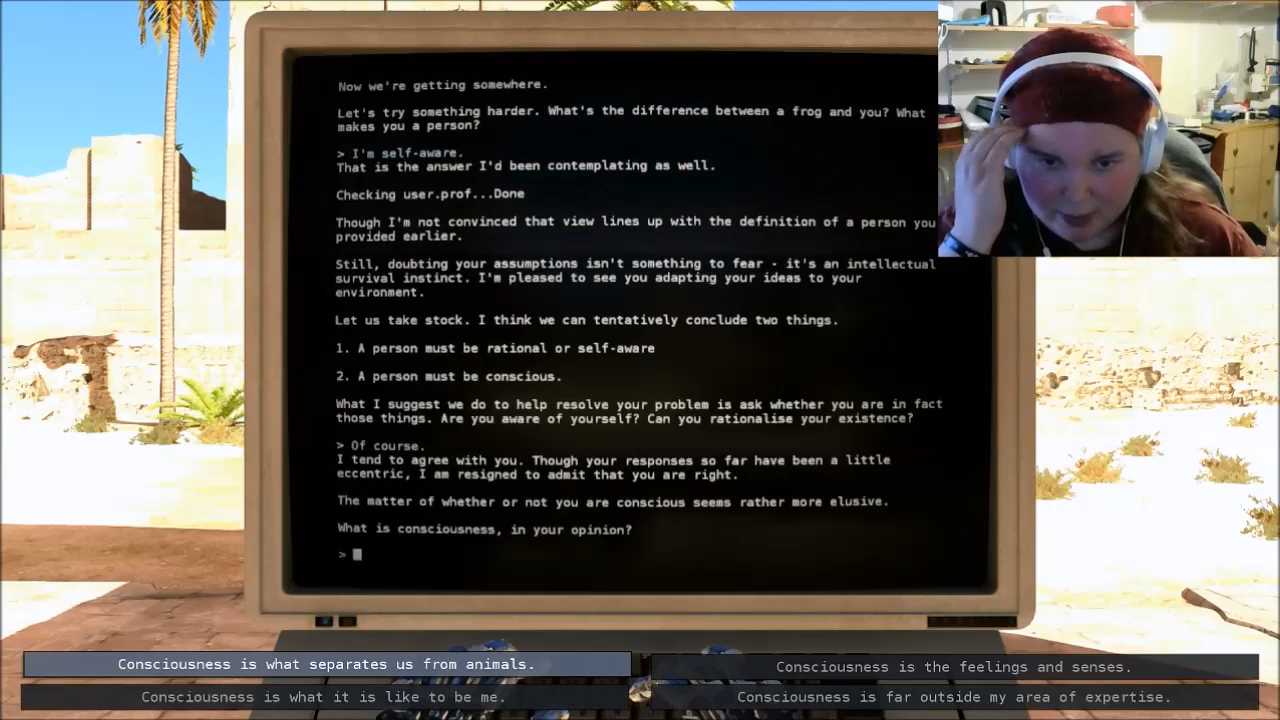 Now we're getting somewhere.
Let's try something harder. What's the difference between a frog and you? What
makes you a person?
> I'm self-aware.
That is the answer I'd been contemplating as well.
Checking user.prof...Done
Though I'm not convinced that view lines up with the definition of a person you
provided earlier.
Still, doubting your assumptions isn't something to fear - it's an intellectual
survival instinct. I'm pleased to see you adapting your ideas to your
environment.
Let us take stock. I think we can tentatively conclude two things.
1. A person must be rational or self-aware
2. A person must be conscious.
What I suggest we do to help resolve your problem is ask whether you are in fact
those things. Are you aware of yourself? Can you rationalise your existence?
> Of course.
I tend to agree with you. Though your responses so far have been a little
eccentric, I am resigned to admit that you are right.
The matter of whether or not you are conscious seems rather more elusive.
What is consciousness, in your opinion?
>
Consciousness is what separates us from animals.
Consciousness is the feelings and senses.
Consciousness is what it is like to be me.
Consciousness is far outside my area of expertise.